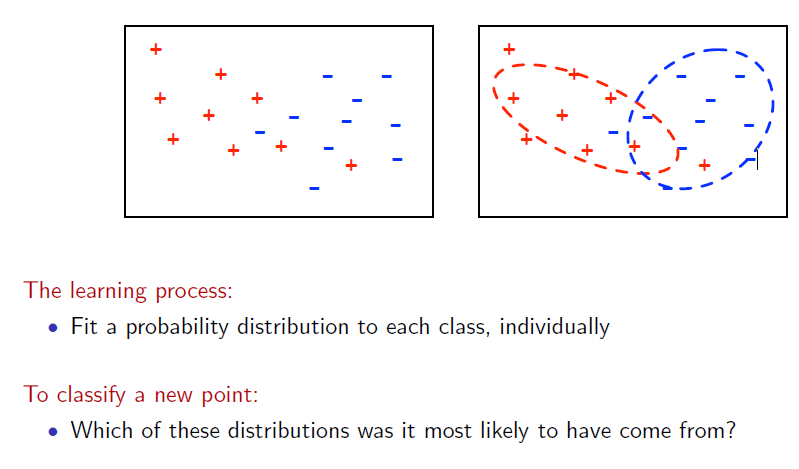 The learning process:
• Fit a probability distribution to each class, individually
To classify a new point:
• Which of these distributions was it most likely to have come from?